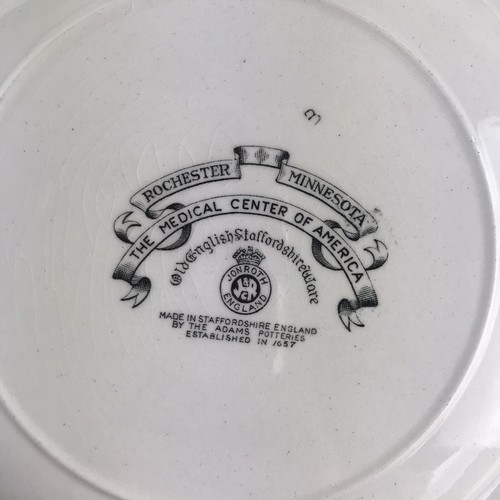 ROCHESTER MINNESOTA
THE MEDICAL CENTER OF AMERICA
Old English Staffordshire Ware
JONROTH
ENGLAND
MADE IN STAFFORDSHIRE ENGLAND
BY THE ADAMS POTTERIES
ESTABLISHED IN 1657